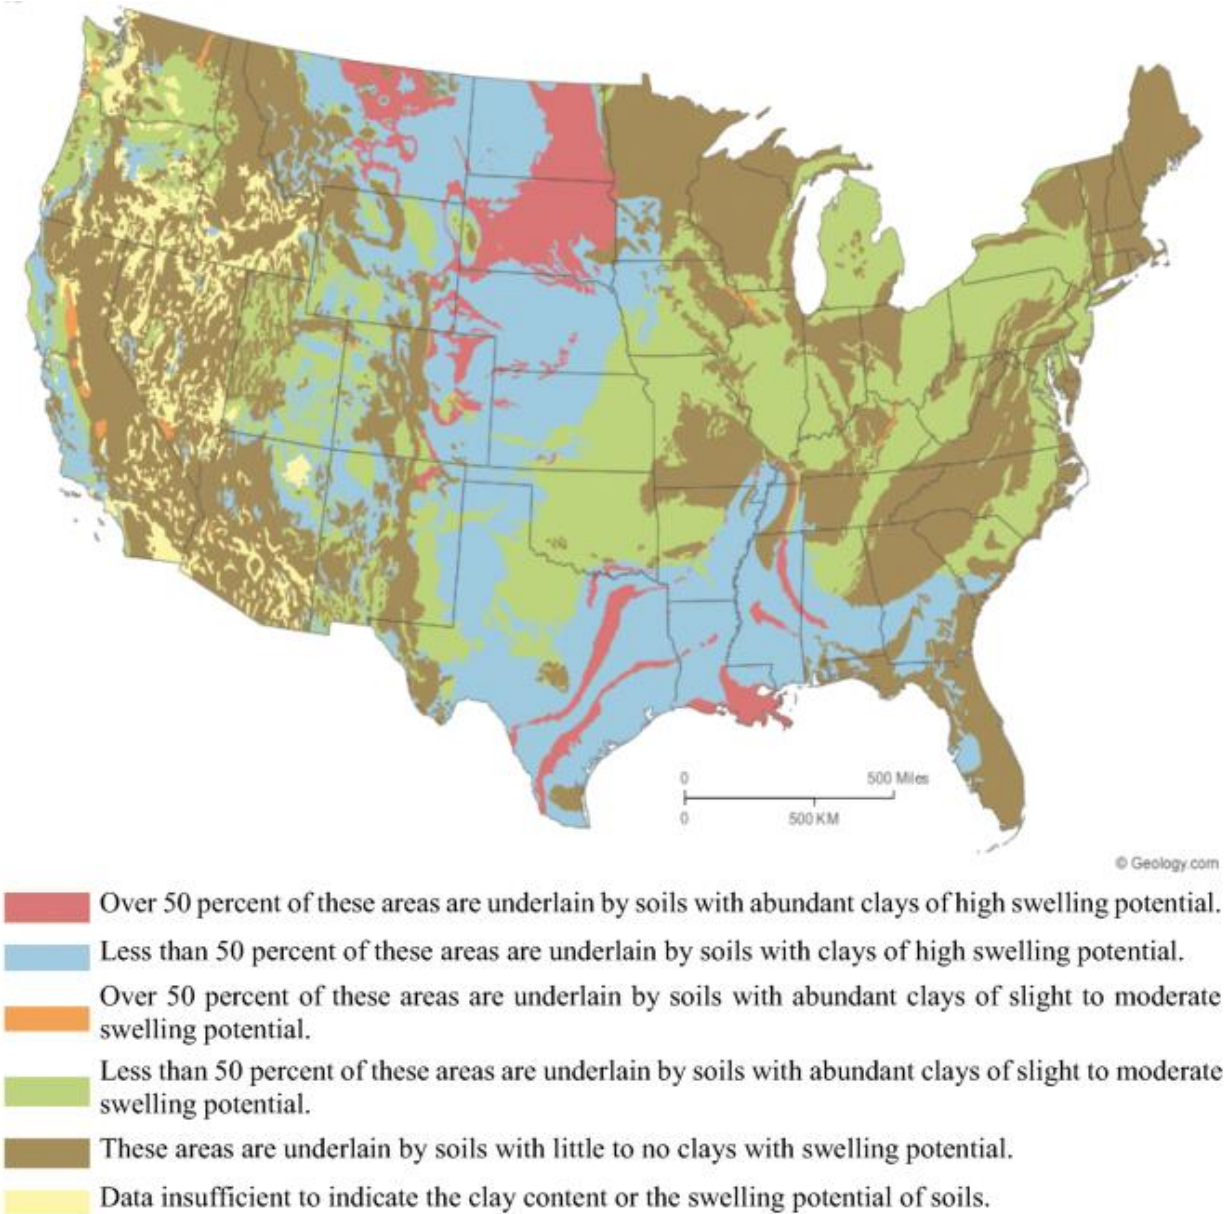 0 500 Miles
0 500 KM
© Geology.com
Over 50 percent of these areas are underlain by soils with abundant clays of high swelling potential.
Less than 50 percent of these areas are underlain by soils with clays of high swelling potential.
Over 50 percent of these areas are underlain by soils with abundant clays of slight to moderate
swelling potential.
Less than 50 percent of these areas are underlain by soils with abundant clays of slight to moderate
swelling potential.
These areas are underlain by soils with little to no clays with swelling potential.
Data insufficient to indicate the clay content or the swelling potential of soils.